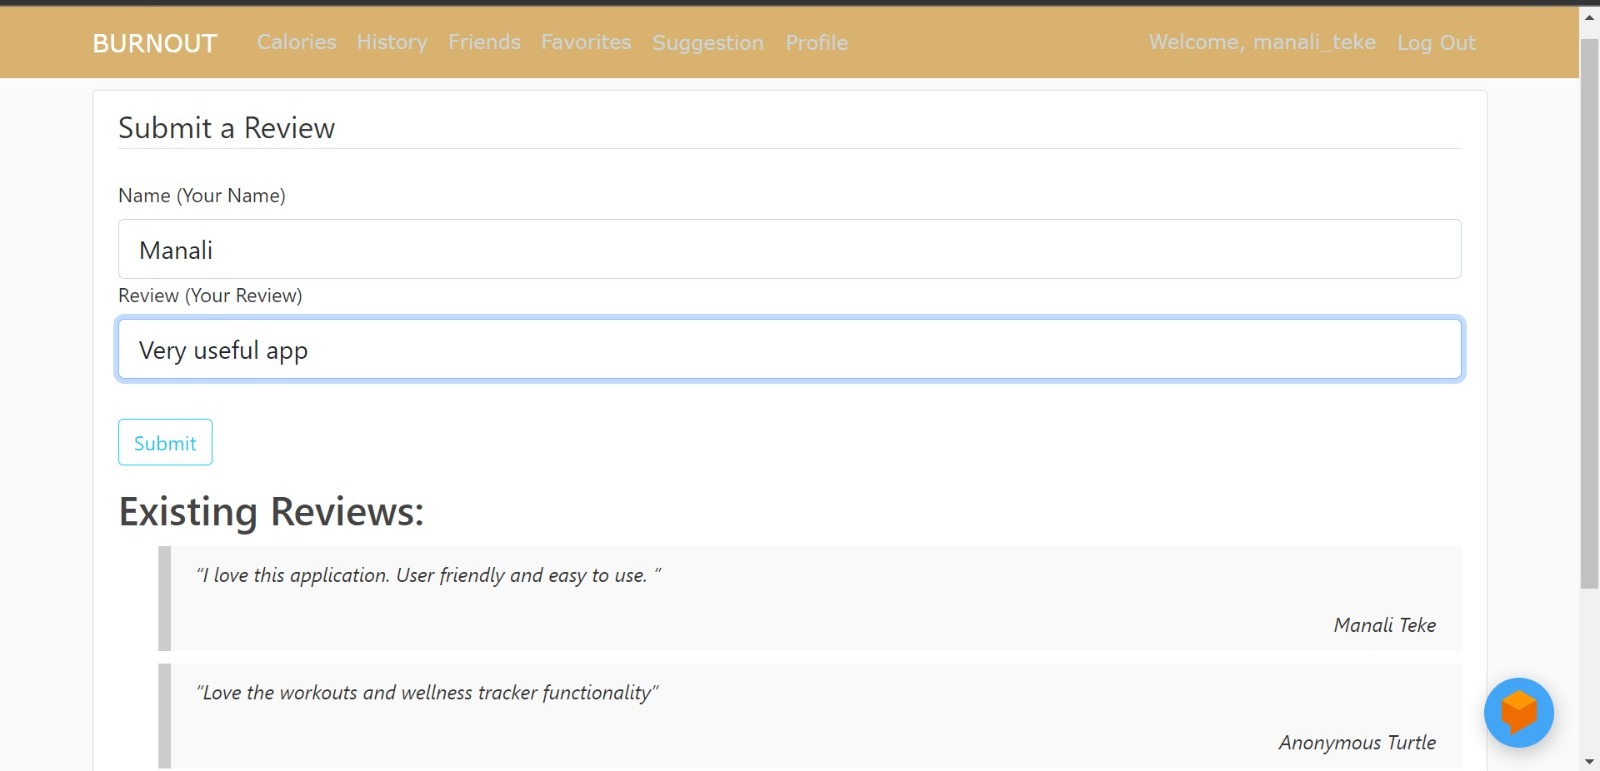 BURNOUT Calories History Friends Favorites Suggestion Profile Welcome, manali_teke Log Out
Submit a Review
Name (Your Name)
Manali
Review (Your Review)
Very useful app
Submit
Existing Reviews:
“I love this application. User friendly and easy to use. ”
Manali Teke
“Love the workouts and wellness tracker functionality”
Anonymous Turtle